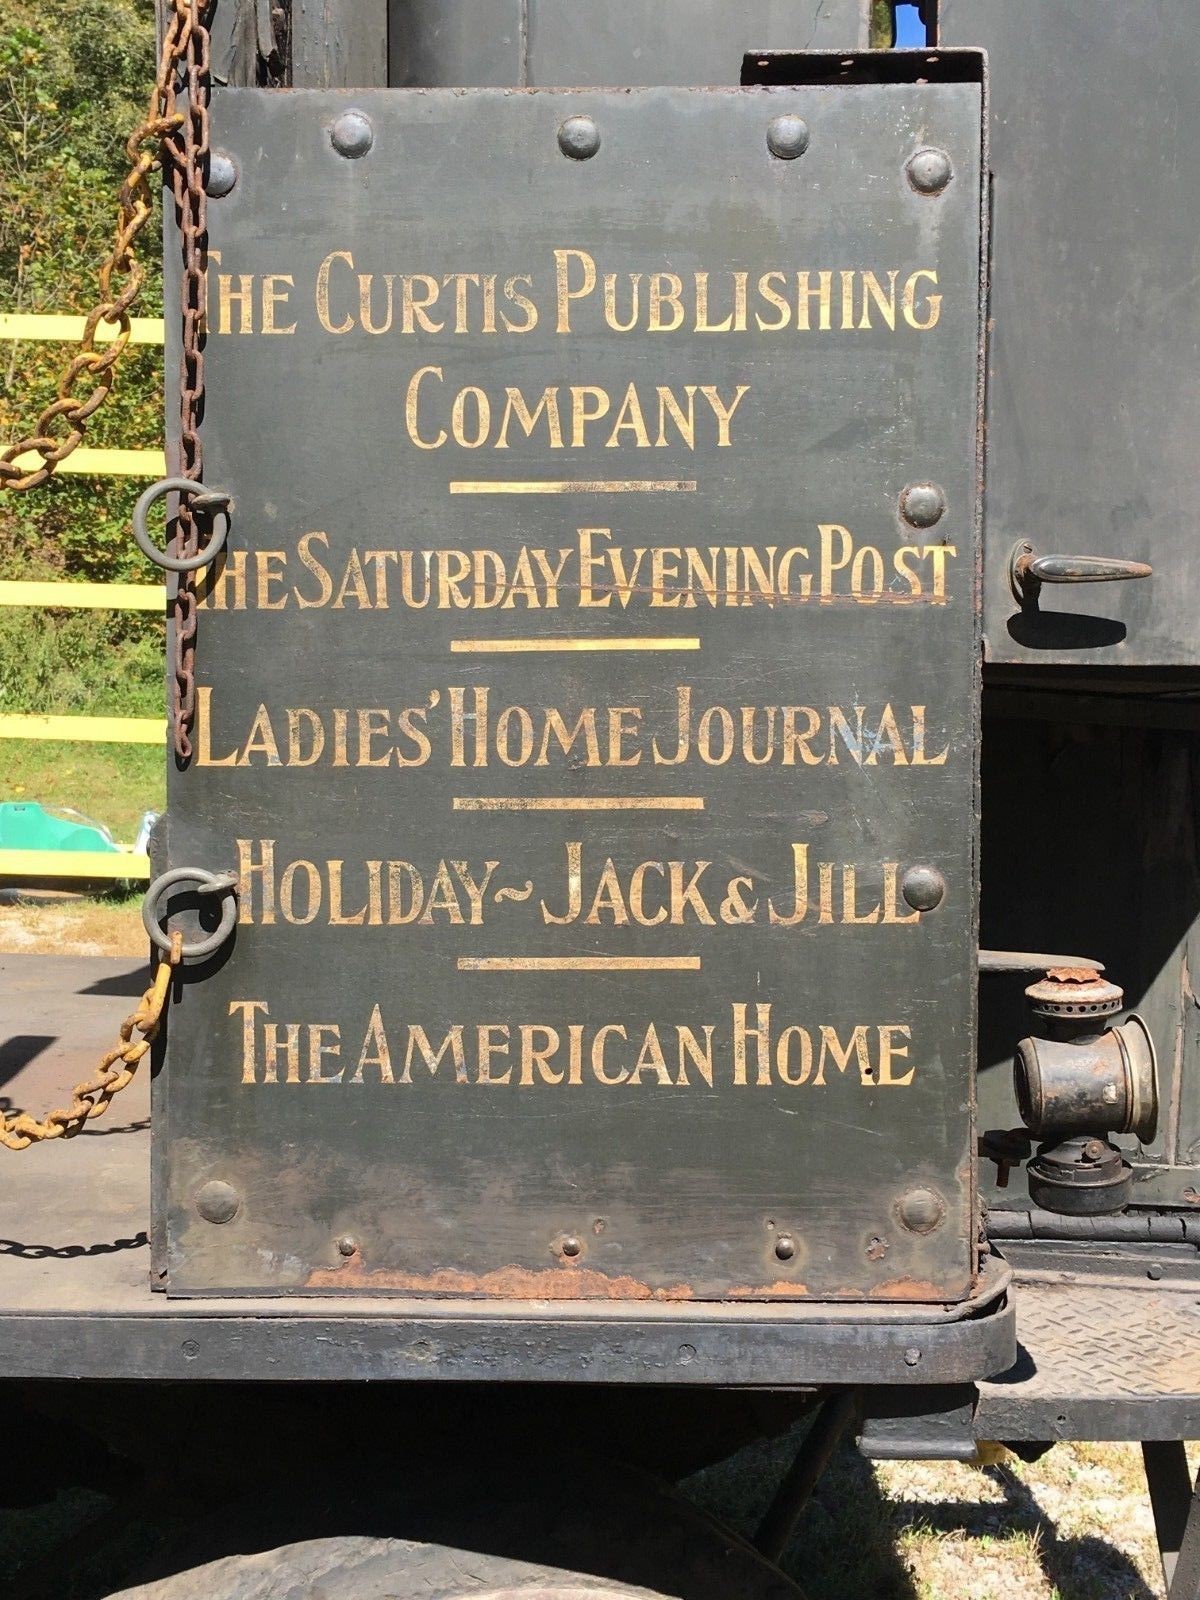 The Curtis Publishing
Company
The Saturday Evening Post
Ladies' Home Journal
Holiday ~ Jack & Jill
The American Home